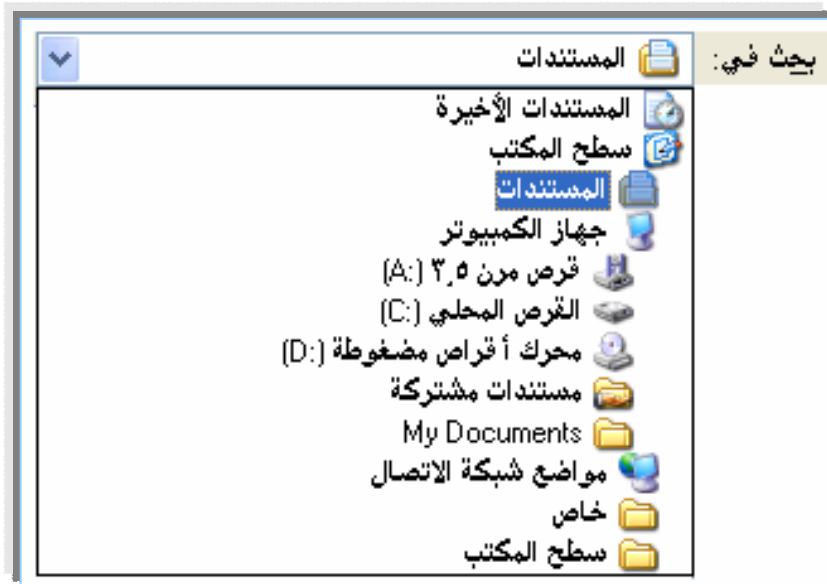 بحث في: المستندات
المستندات الأخيرة
سطح المكتب
المستندات
جهاز الكمبيوتر
قرص مرن ٣,٥ (A:)
القرص المحلي (C:)
محرك أقراص مضغوطة (D:)
مستندات مشتركة
My Documents
مواضع شبكة الاتصال
خاص
سطح المكتب